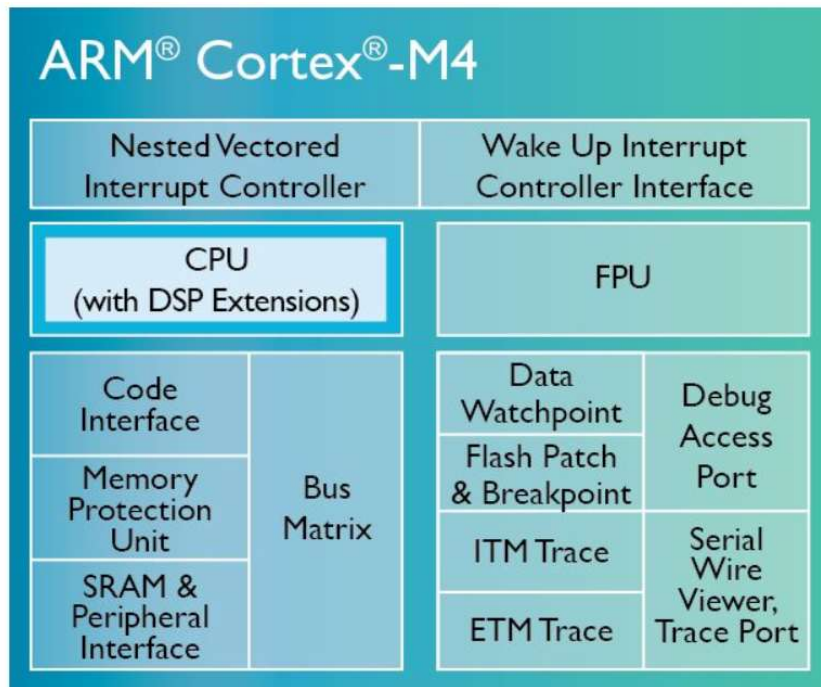 ARM® Cortex®-M4
Nested Vectored
Interrupt Controller
Wake Up Interrupt
Controller Interface
CPU
(with DSP Extensions)
FPU
Code
Interface
Memory
Protection
Unit
SRAM &
Peripheral
Interface
Bus
Matrix
Data
Watchpoint
Flash Patch
& Breakpoint
ITM Trace
ETM Trace
Debug
Access
Port
Serial
Wire
Viewer,
Trace Port